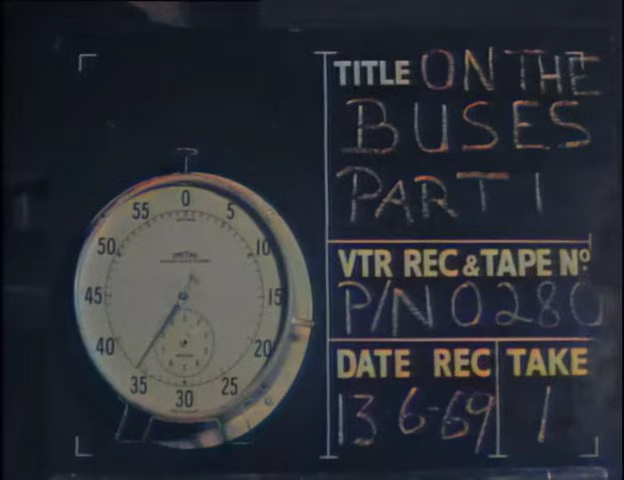 TITLE ON THE
BUSES
PART 1
VTR REC & TAPE Nº
P/N 0280
DATE REC TAKE
13 6-69 1
0
5
10
15
20
25
30
35
40
45
50
55
SMITHS